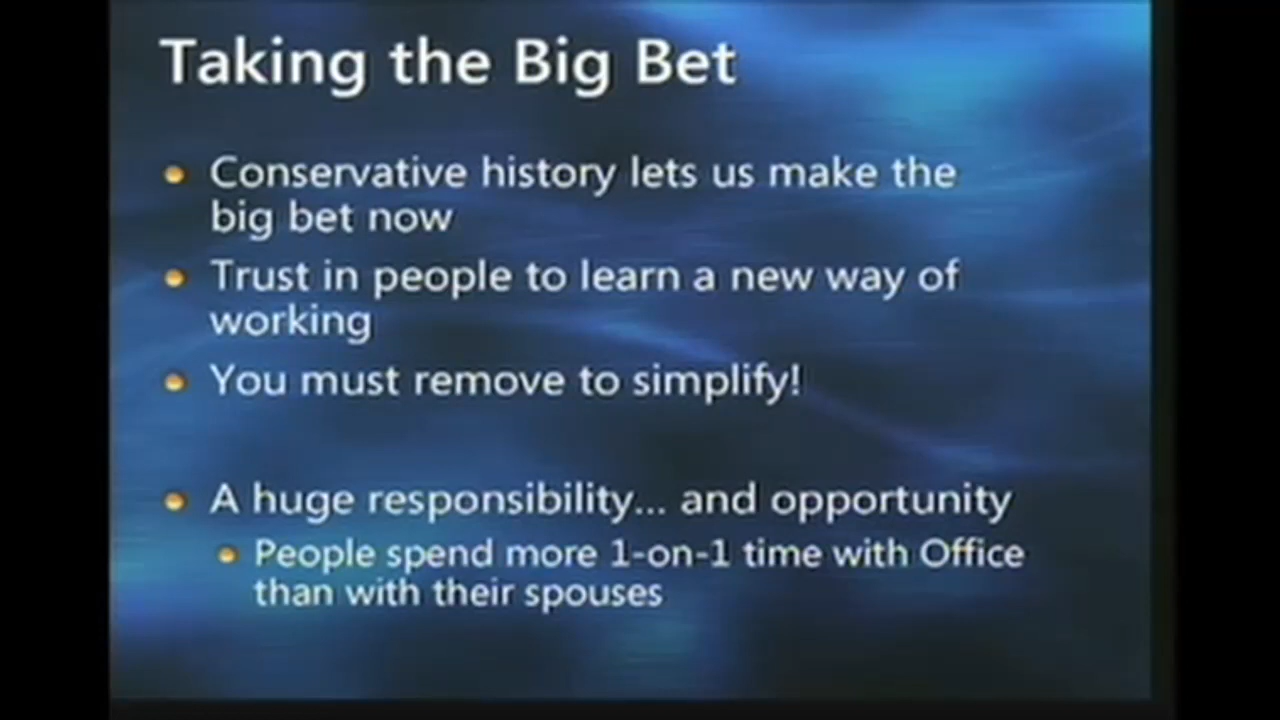 Taking the Big Bet
Conservative history lets us make the
big bet now
Trust in people to learn a new way of
working
You must remove to simplify!
A huge responsibility... and opportunity
People spend more 1-on-1 time with Office
than with their spouses